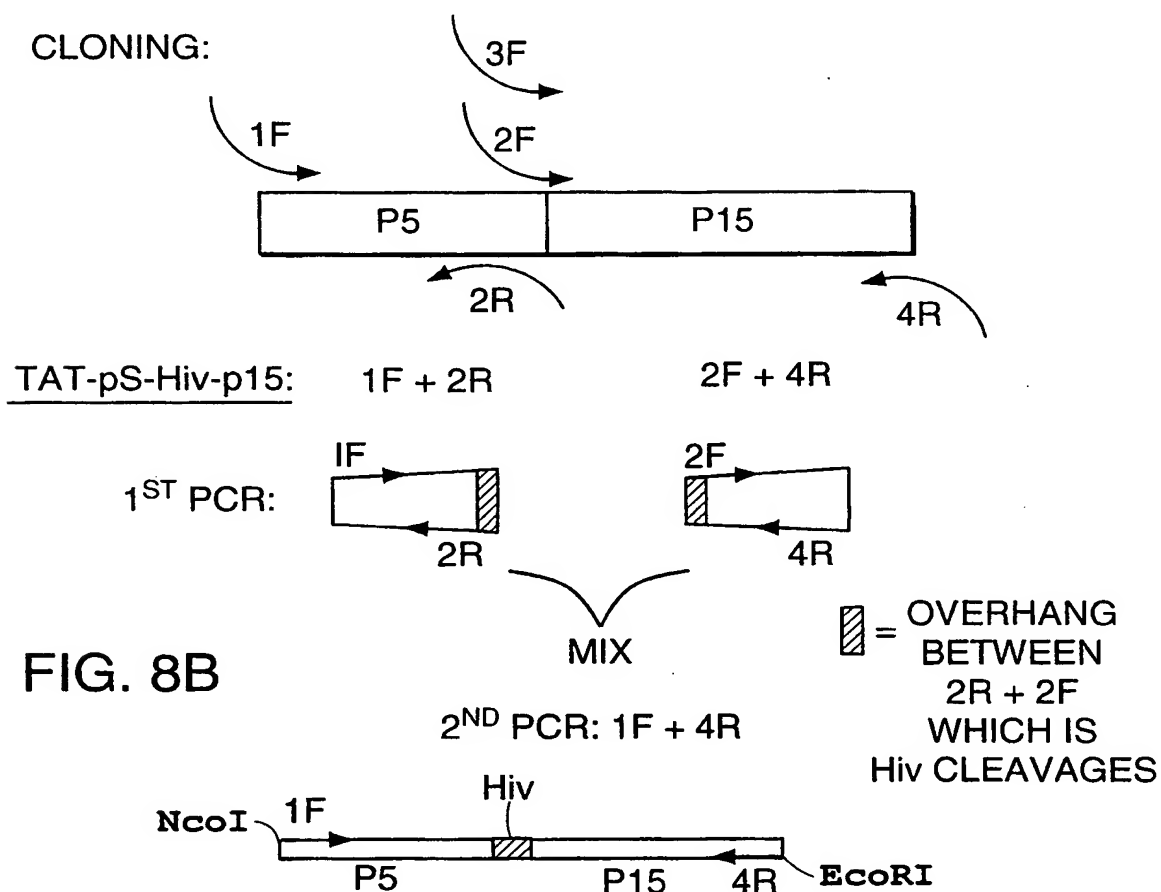 CLONING:
3F
1F
2F
P5
P15
2R
4R
TAT-pS-Hiv-p15:
1F + 2R
2F + 4R
1ST PCR:
IF
2F
2R
4R
MIX
= OVERHANG
BETWEEN
2R + 2F
WHICH IS
Hiv CLEAVAGES
FIG. 8B
2ND PCR: 1F + 4R
Hiv
NcoI
1F
P5
P15
4R
EcoRI